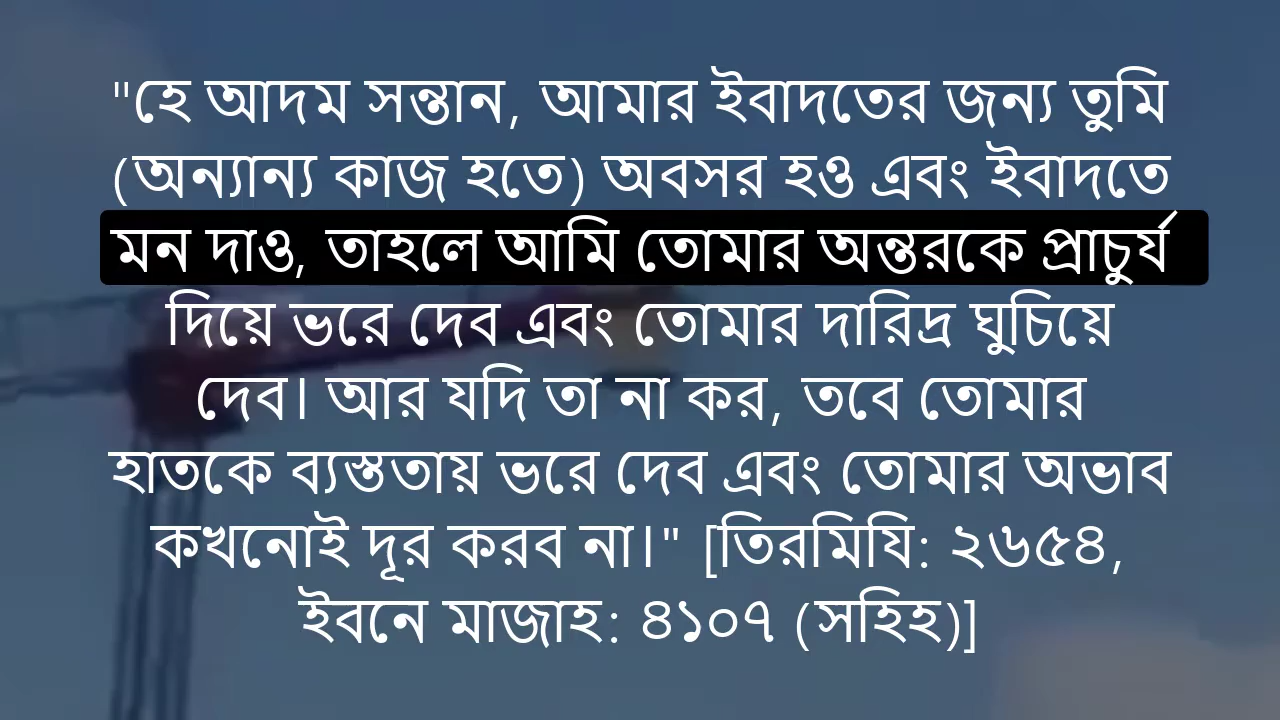 "হে আদম সন্তান, আমার ইবাদতের জন্য তুমি
(অন্যান্য কাজ হতে) অবসর হও এবং ইবাদতে
মন দাও, তাহলে আমি তোমার অন্তরকে প্রাচুর্য
দিয়ে ভরে দেব এবং তোমার দারিদ্র ঘুচিয়ে
দেব। আর যদি তা না কর, তবে তোমার
হাতকে ব্যস্ততায় ভরে দেব এবং তোমার অভাব
কখনোই দূর করব না।" [তিরমিযি: ২৬৫৪,
ইবনে মাজাহ: ৪১০৭ (সহিহ)]